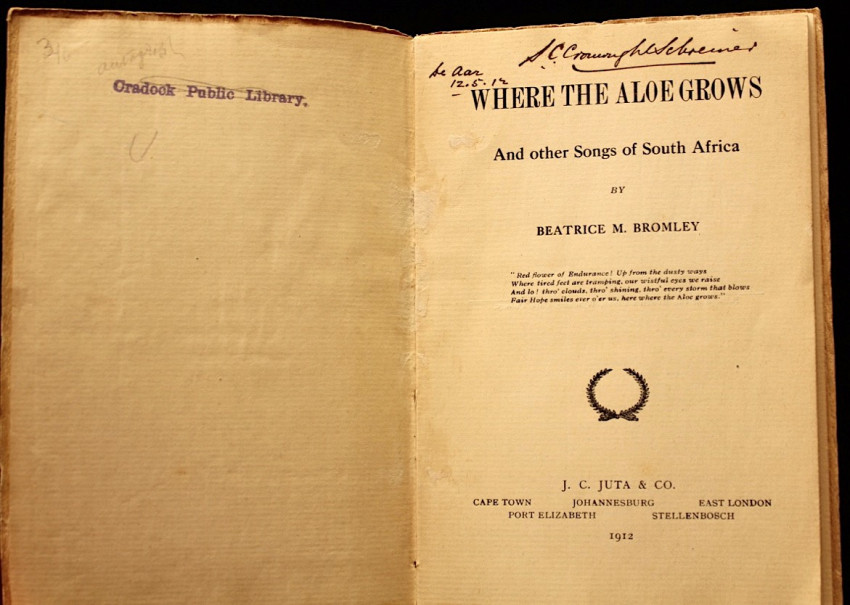 346
autograph
Cradock Public Library.
S. C. Cronwright Schreiner
de Aar
12.5.12
WHERE THE ALOE GROWS
And other Songs of South Africa
BY
BEATRICE M. BROMLEY
"Red flower of Endurance! Up from the dusty ways
Where tired feet are tramping, our wistful eyes we raise
And lo! thro' clouds, thro' shining, thro' every storm that blows
Fair Hope smiles ever o'er us, here where the Aloe grows."
J. C. JUTA & CO.
CAPE TOWN JOHANNESBURG EAST LONDON
PORT ELIZABETH STELLENBOSCH
1912